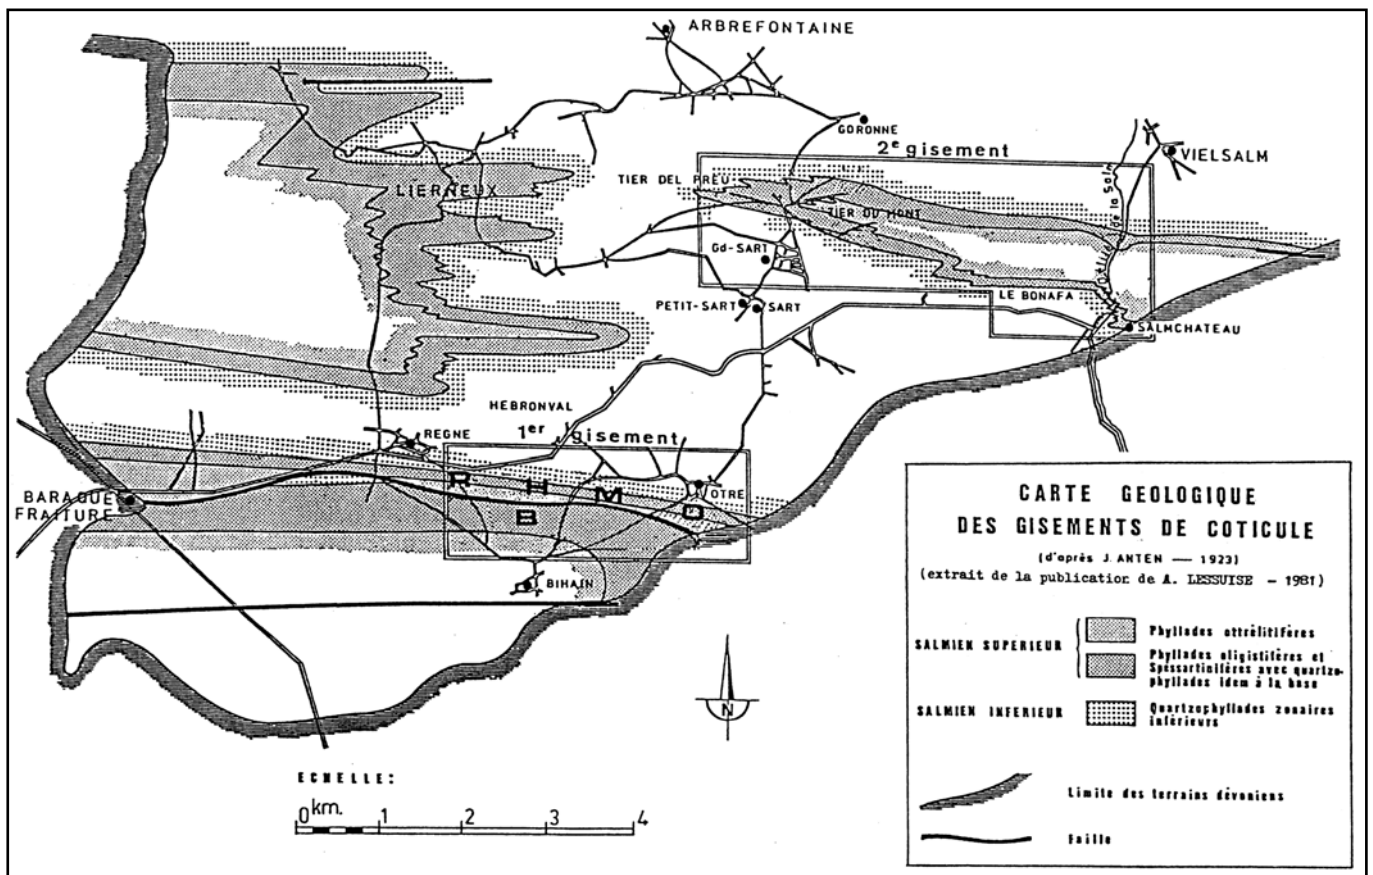 ARBREFONTAINE
GORONNE
2e gisement
VIELSALM
TIER DEL PREU
LIERNEUX
de la Salm
TIER DU MONT
Gd-SART
LE BONAFA
PETIT-SART
SART
SALMCHATEAU
HEBRONVAL
1er gisement
REGNE
R H M O
B
OTRE
BARAQUE
FRAITURE
BIHAIN
N
ECHELLE:
0 km. 1 2 3 4
CARTE GEOLOGIQUE
DES GISEMENTS DE COTICULE
(d'après J. ANTEN — 1923)
(extrait de la publication de A. LESSUISE - 1981)
SALMIEN SUPERIEUR
Phyllades ottrélitifères
Phyllades oligistifères et
Spessartinifères avec quartzo-
phyllades idem à la base
SALMIEN INFERIEUR
Quartzophyllades zonaires
inférieurs
Limite des terrains dévoniens
Faille